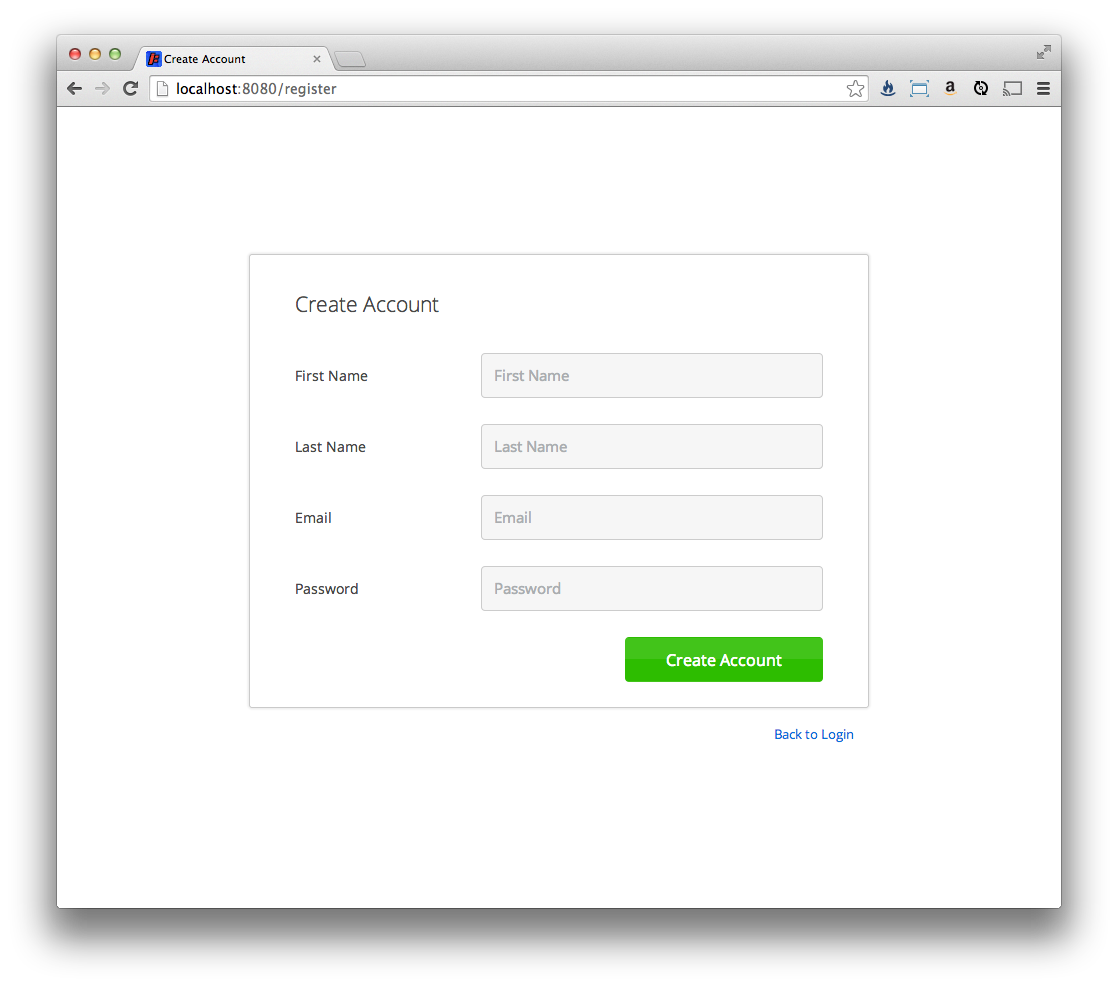 Create Account
localhost:8080/register
a
Create Account
First Name First Name
Last Name Last Name
Email Email
Password Password
Create Account
Back to Login